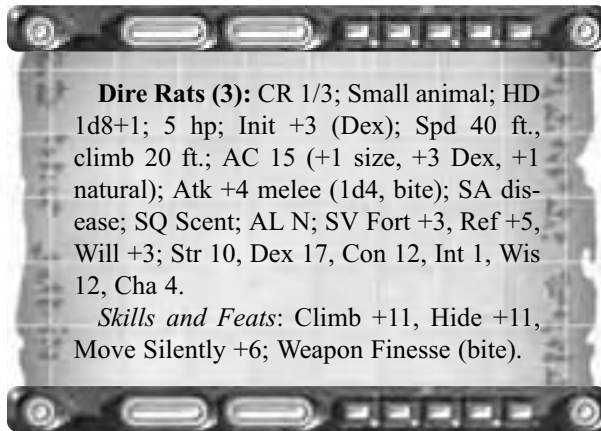 Dire Rats (3): CR 1/3; Small animal; HD
1d8+1; 5 hp; Init +3 (Dex); Spd 40 ft.,
climb 20 ft.; AC 15 (+1 size, +3 Dex, +1
natural); Atk +4 melee (1d4, bite); SA dis-
ease; SQ Scent; AL N; SV Fort +3, Ref +5,
Will +3; Str 10, Dex 17, Con 12, Int 1, Wis
12, Cha 4.
Skills and Feats: Climb +11, Hide +11,
Move Silently +6; Weapon Finesse (bite).